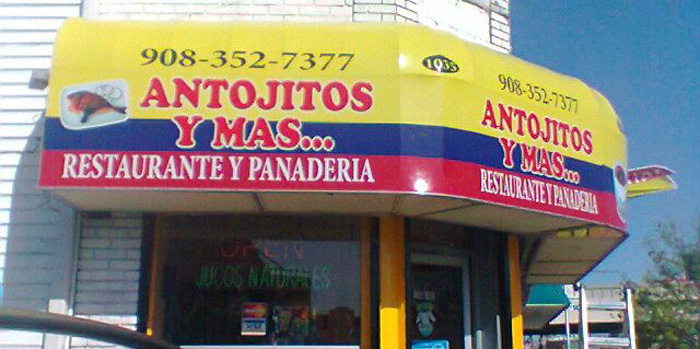 908-352-7377
1035
ANTOJITOS
Y MAS...
RESTAURANTE Y PANADERIA
908-352-7377
ANTOJITOS
Y MAS...
RESTAURANTE Y PANADERIA
OPEN
JUGOS NATURALES